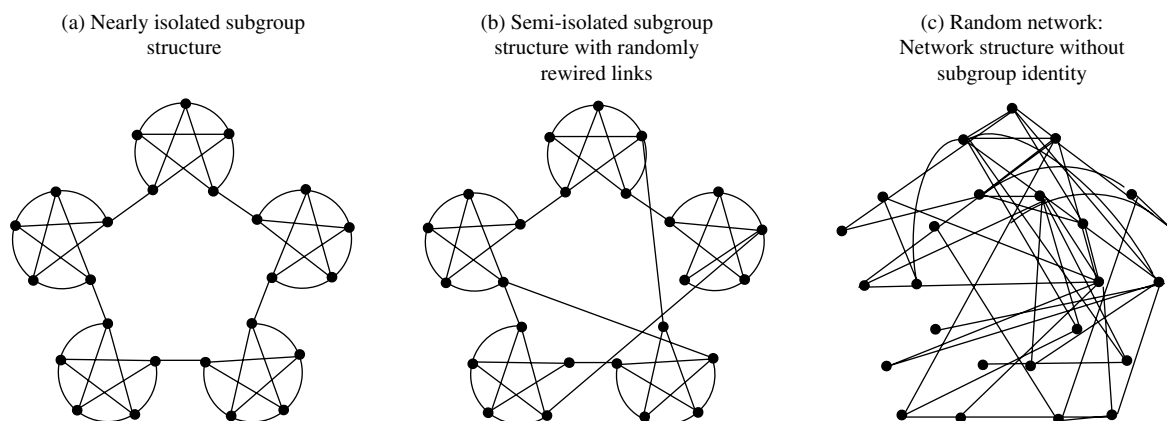 (a) Nearly isolated subgroup
structure
(b) Semi-isolated subgroup
structure with randomly
rewired links
(c) Random network:
Network structure without
subgroup identity